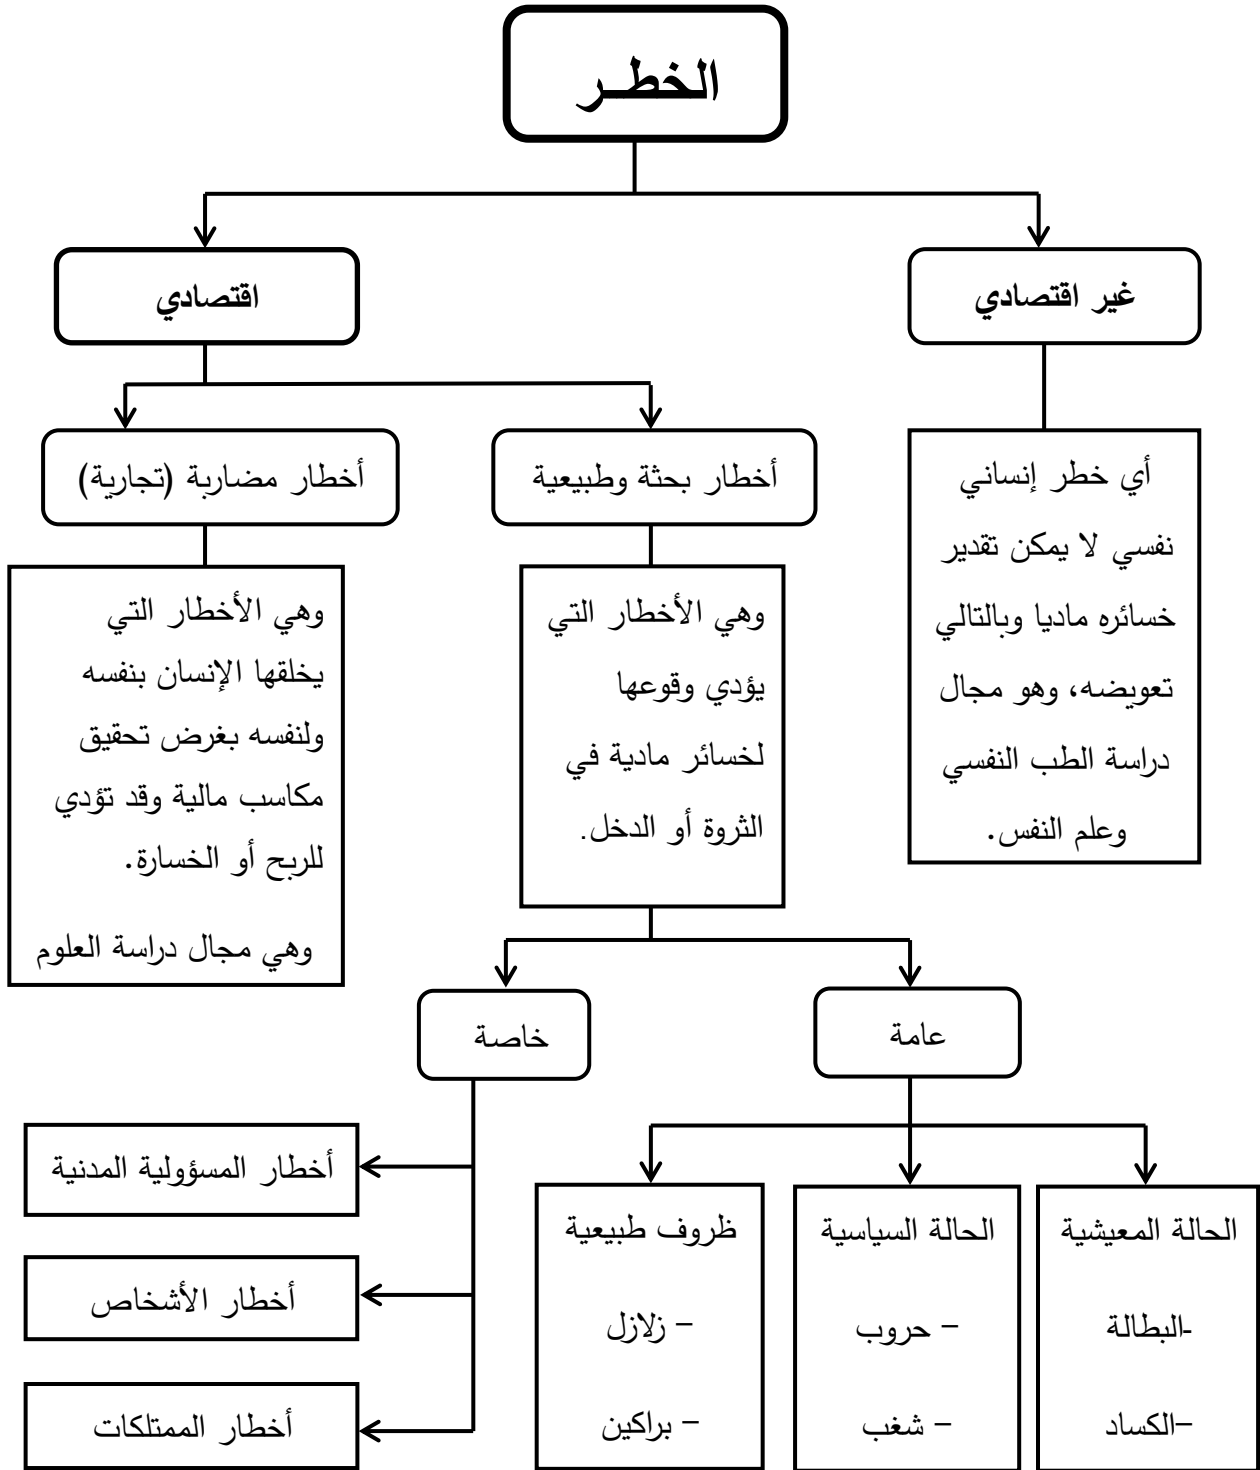 الخطـر
غير اقتصادي
اقتصادي
أخطار بحثة وطبيعية
أخطار مضاربة (تجارية)
أي خطر إنساني
نفسي لا يمكن تقدير
خسائره ماديا وبالتالي
تعويضه، وهو مجال
دراسة الطب النفسي
وعلم النفس.
وهي الأخطار التي
يؤدي وقوعها
لخسائر مادية في
الثروة أو الدخل.
وهي الأخطار التي
يخلقها الإنسان بنفسه
ولنفسه بغرض تحقيق
مكاسب مالية وقد تؤدي
للربح أو الخسارة.
وهي مجال دراسة العلوم
عامة
خاصة
الحالة المعيشية
-البطالة
-الكساد
الحالة السياسية
– حروب
– شغب
ظروف طبيعية
– زلازل
– براكين
أخطار المسؤولية المدنية
أخطار الأشخاص
أخطار الممتلكات